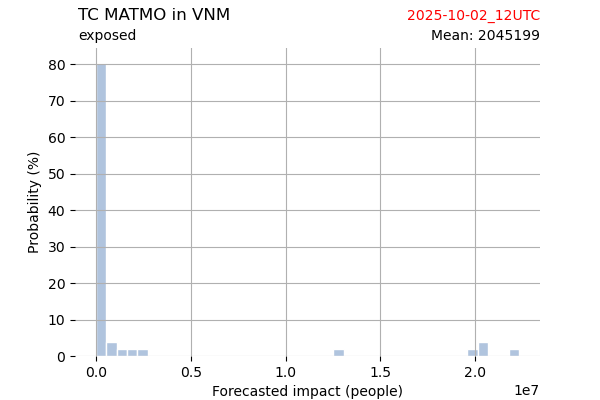 TC MATMO in VNM
2025-10-02_12UTC
exposed
Mean: 2045199
80
70
60
50
40
30
20
10
0
Probability (%)
0.0 0.5 1.0 1.5 2.0
1e7
Forecasted impact (people)